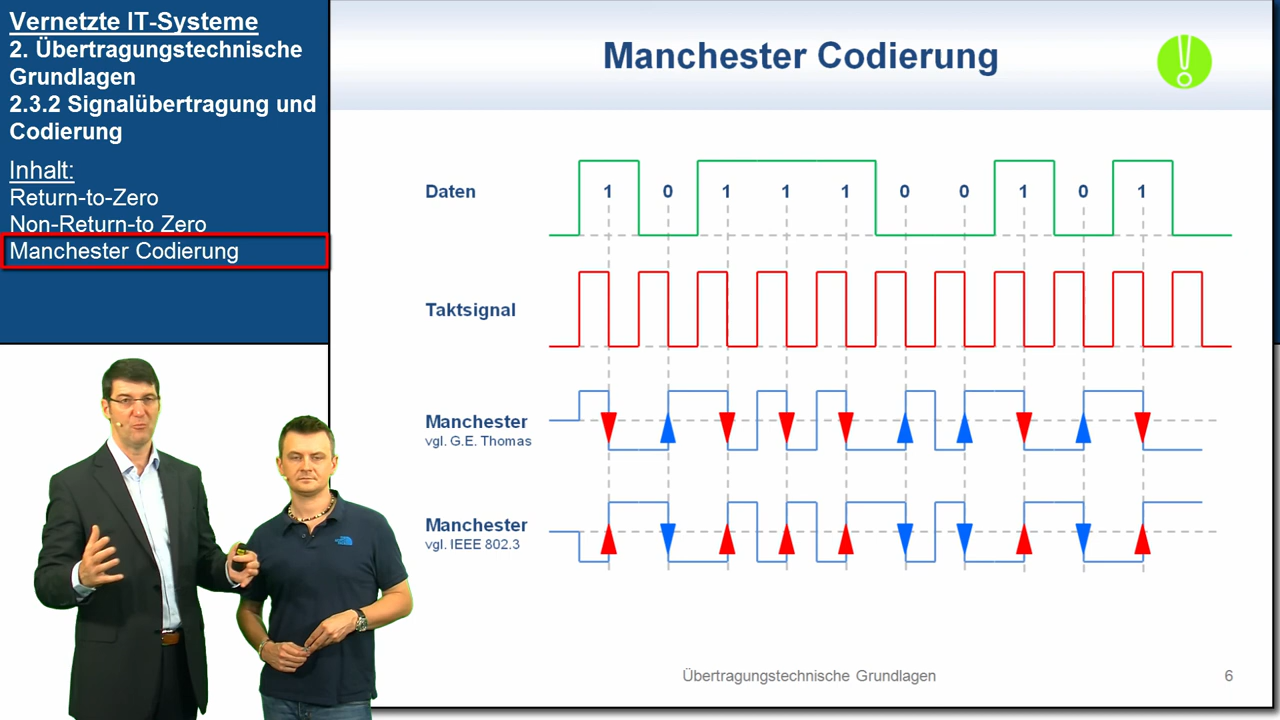 Vernetzte IT-Systeme
2. Übertragungstechnische
Grundlagen
2.3.2 Signalübertragung und
Codierung
Inhalt:
Return-to-Zero
Non-Return-to Zero
Manchester Codierung
Manchester Codierung
Daten
1 0 1 1 1 0 0 1 0 1
Taktsignal
Manchester
vgl. G.E. Thomas
Manchester
vgl. IEEE 802.3
Übertragungstechnische Grundlagen
6